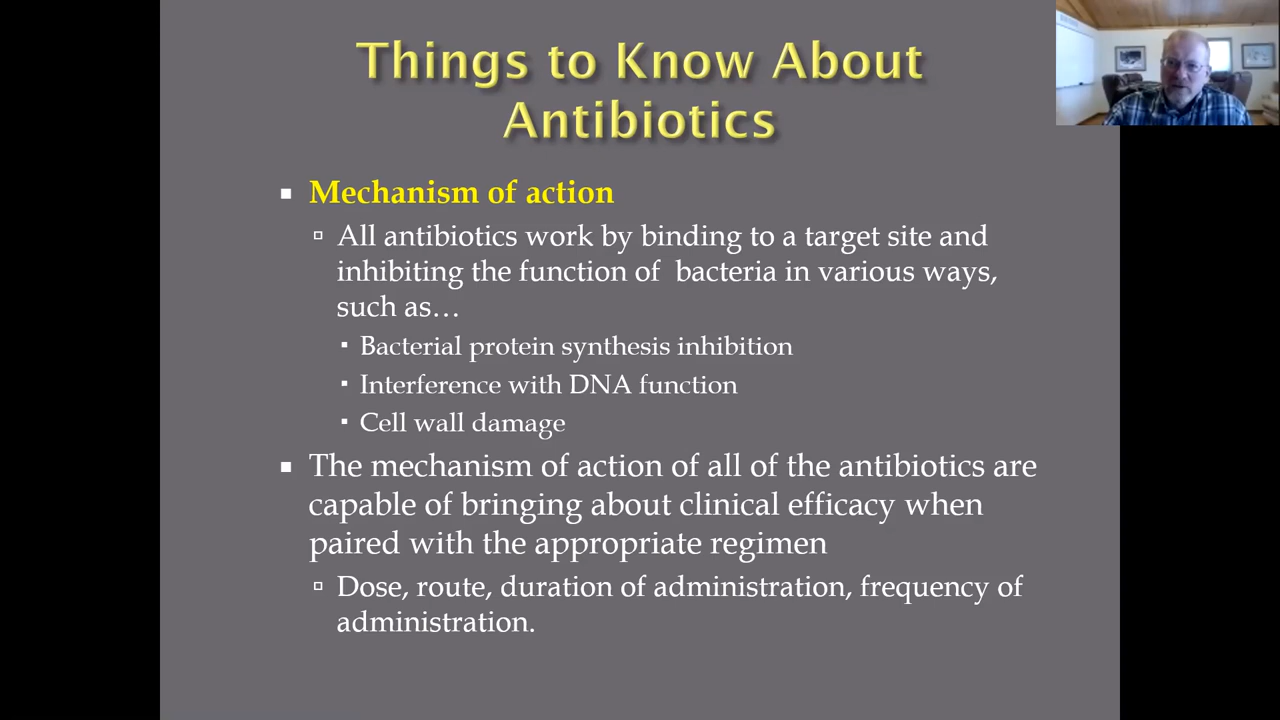 Things to Know About
Antibiotics
▪ Mechanism of action
▫ All antibiotics work by binding to a target site and
inhibiting the function of bacteria in various ways,
such as…
▪ Bacterial protein synthesis inhibition
▪ Interference with DNA function
▪ Cell wall damage
▪ The mechanism of action of all of the antibiotics are
capable of bringing about clinical efficacy when
paired with the appropriate regimen
▫ Dose, route, duration of administration, frequency of
administration.